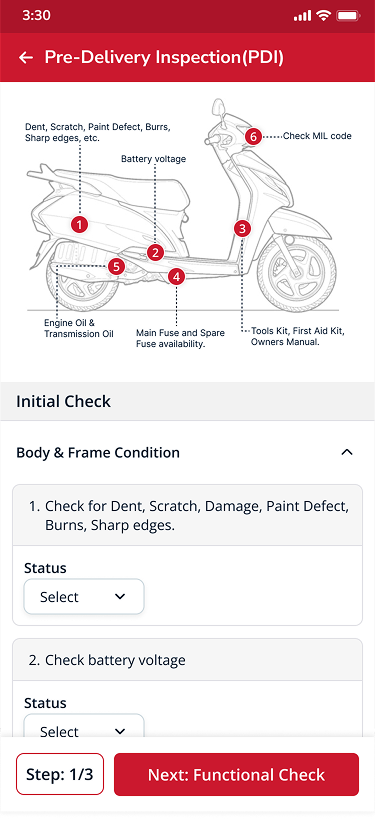 3:30
Pre-Delivery Inspection(PDI)
Dent, Scratch, Paint Defect, Burrs,
Sharp edges, etc.
Battery voltage
6
Check MIL code
1
2
3
5
4
Engine Oil &
Transmission Oil
Main Fuse and Spare
Fuse availability.
Tools Kit, First Aid Kit,
Owners Manual.
Initial Check
Body & Frame Condition
1. Check for Dent, Scratch, Damage, Paint Defect,
Burns, Sharp edges.
Status
Select
2. Check battery voltage
Status
Select
Step: 1/3
Next: Functional Check